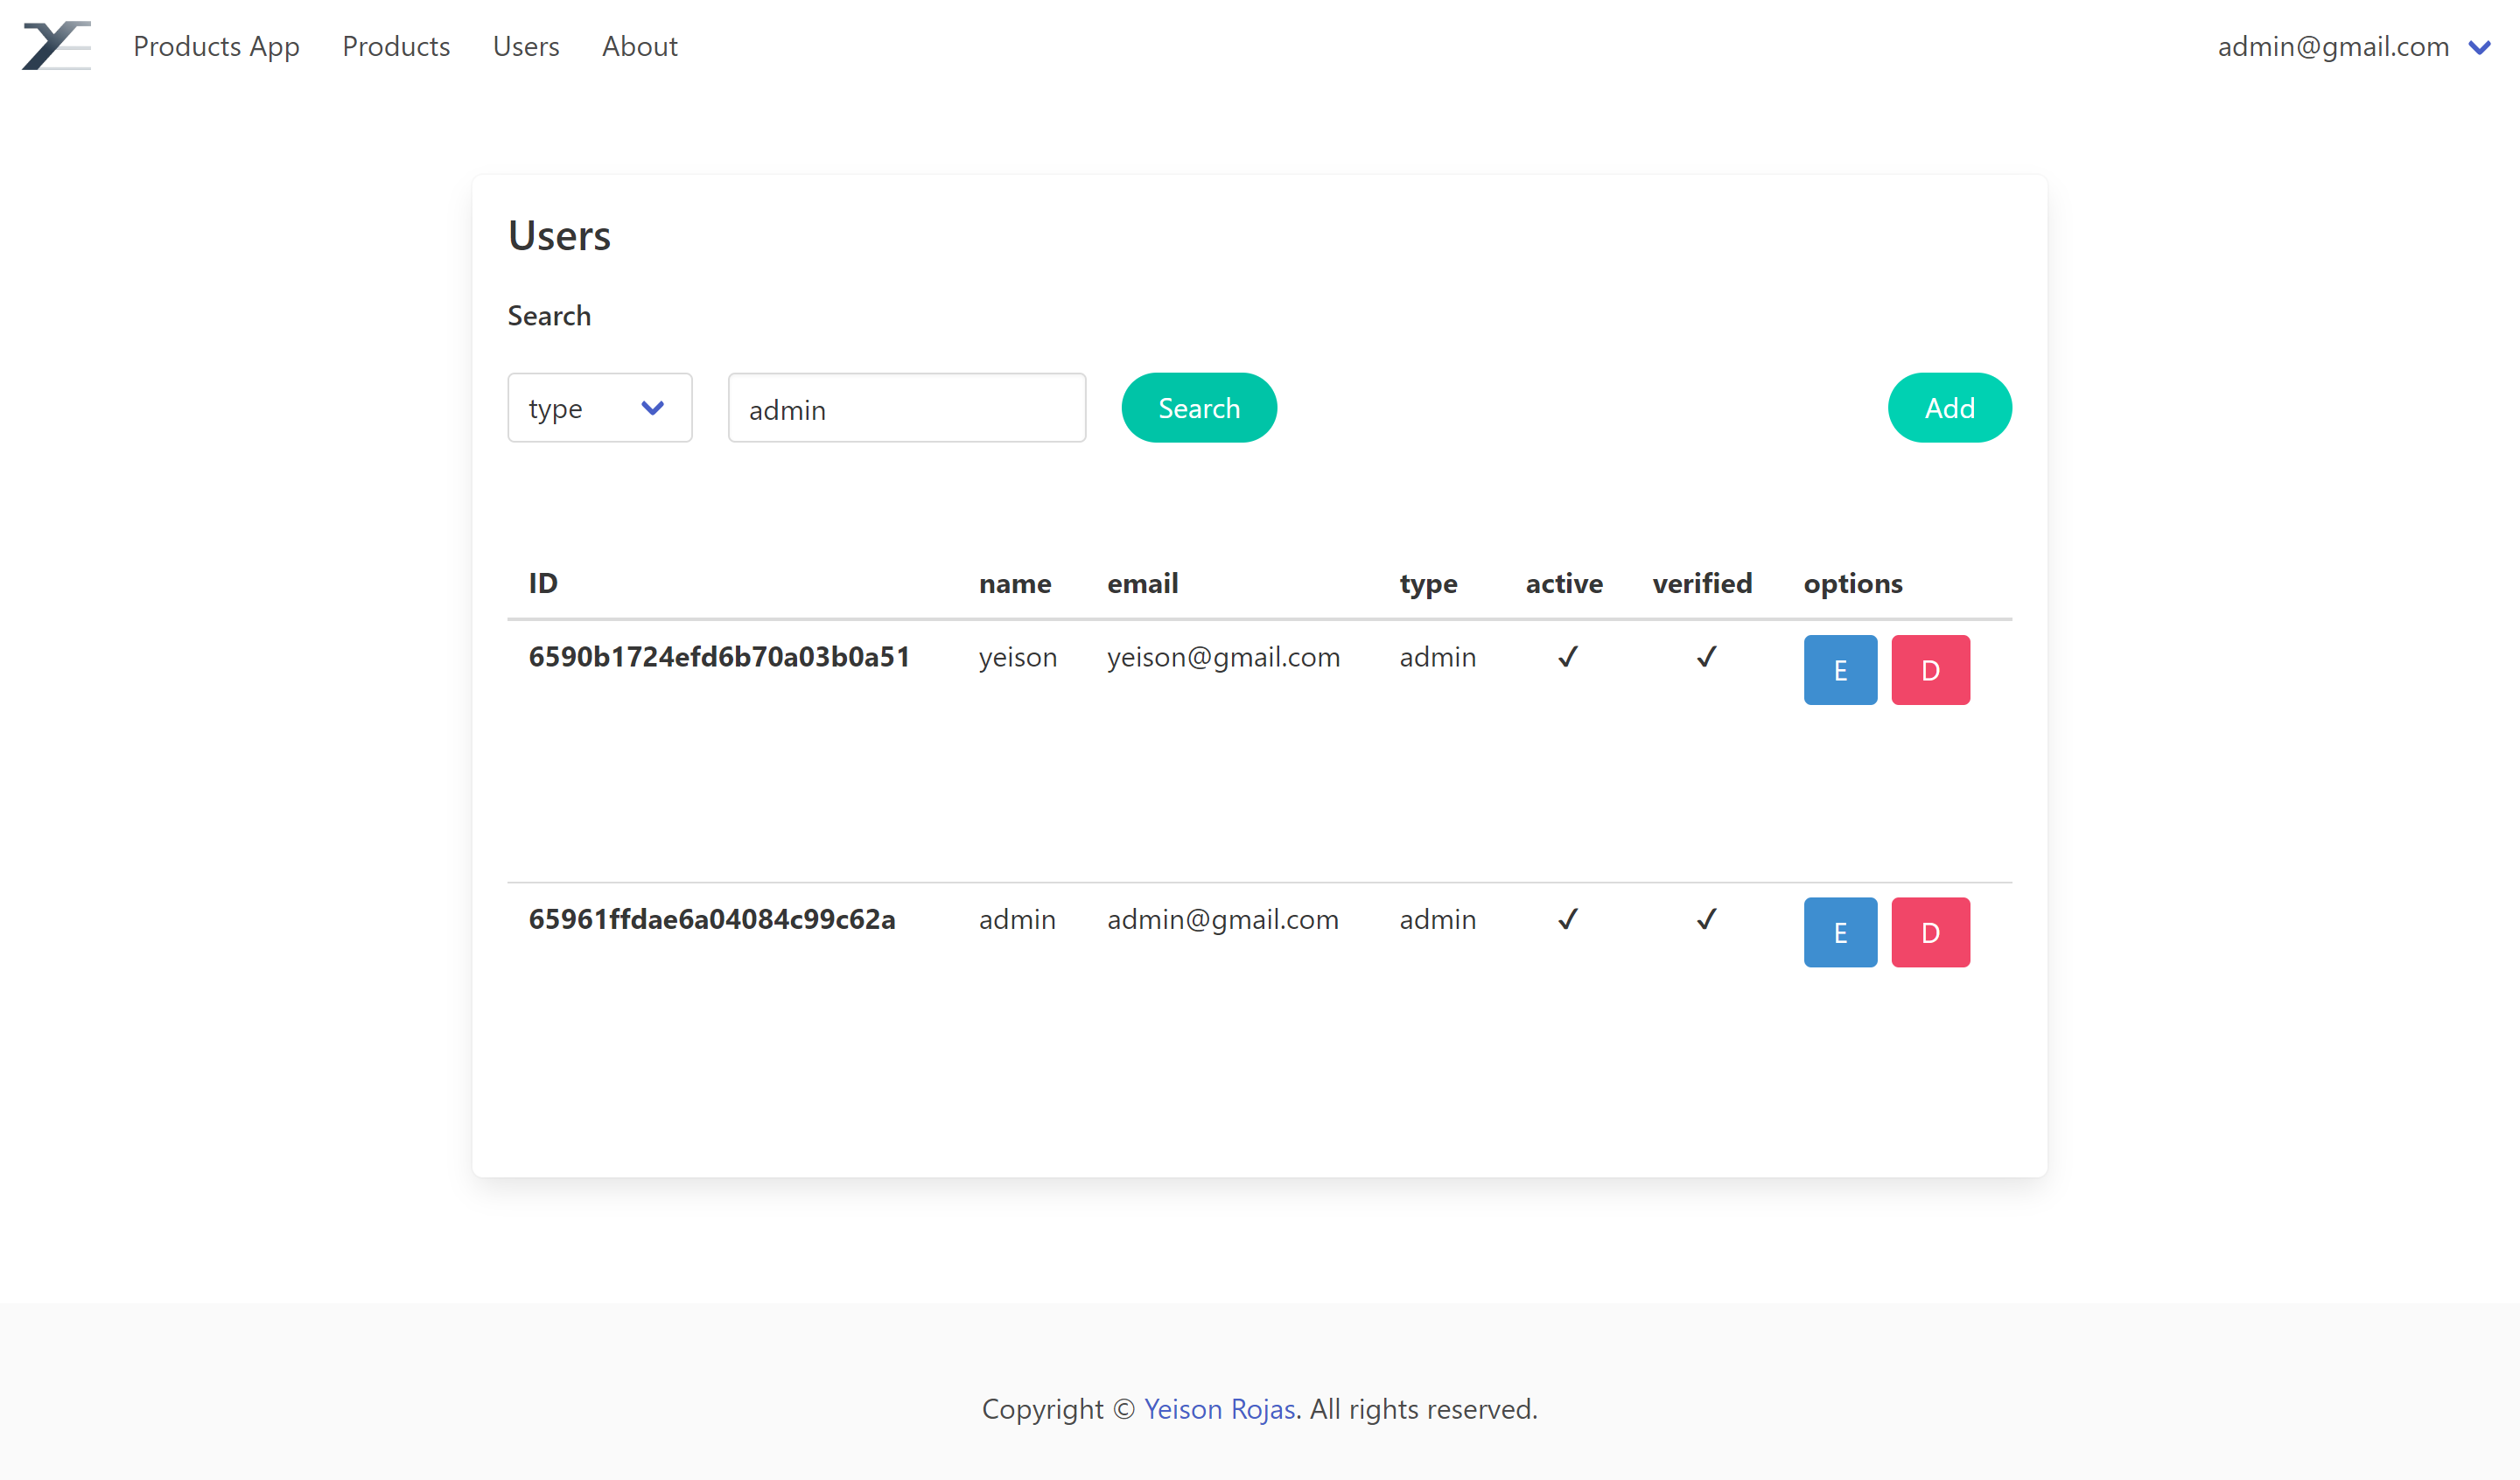 Products App Products Users About admin@gmail.com
Users
Search
type admin Search Add
ID name email type active verified options
6590b1724efd6b70a03b0a51 yeison yeison@gmail.com admin ✓ ✓ E D
65961ffdae6a04084c99c62a admin admin@gmail.com admin ✓ ✓ E D
Copyright © Yeison Rojas. All rights reserved.